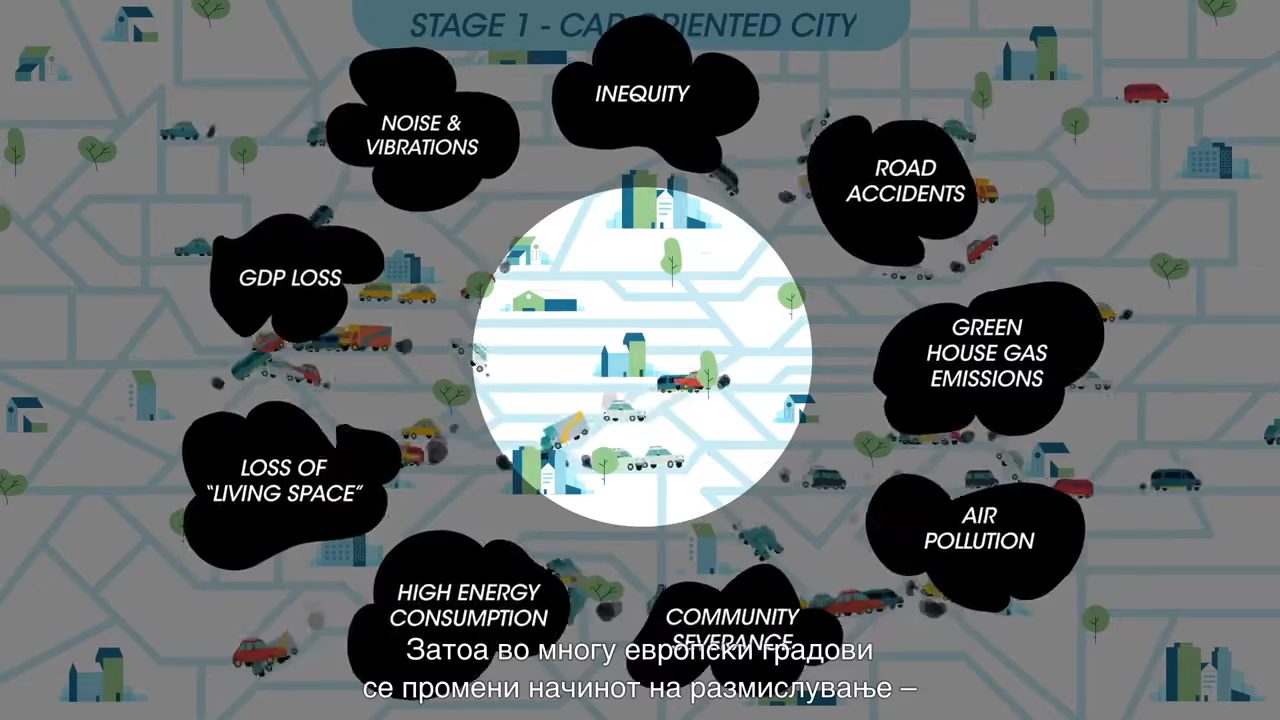 STAGE 1 - CAR ORIENTED CITY
INEQUITY
NOISE &
VIBRATIONS
ROAD
ACCIDENTS
GDP LOSS
GREEN
HOUSE GAS
EMISSIONS
LOSS OF
“LIVING SPACE”
AIR
POLLUTION
HIGH ENERGY
CONSUMPTION
COMMUNITY
SEVERANCE
Затоа во многу европски градови
се промени начинот на размислување –